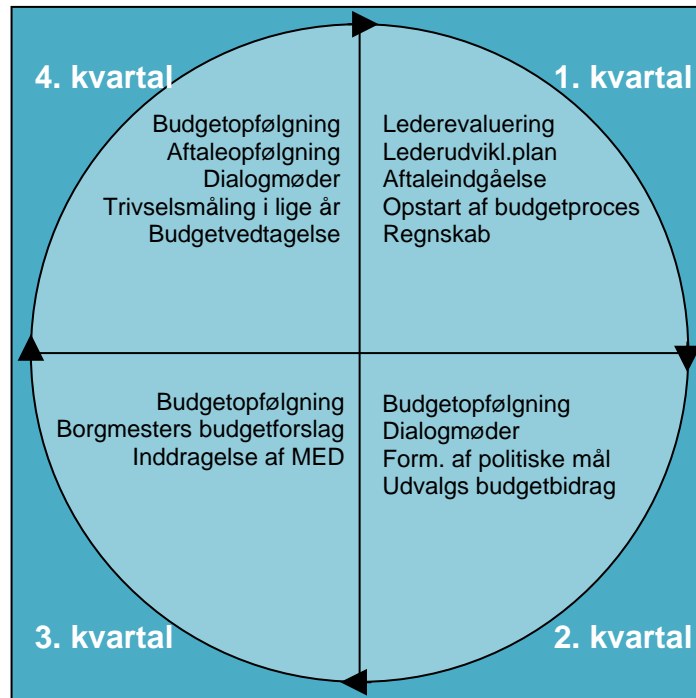 4. kvartal
Budgetopfølgning
Aftaleopfølgning
Dialogmøder
Trivselsmåling i lige år
Budgetvedtagelse
1. kvartal
Lederevaluering
Lederudvikl.plan
Aftaleindgåelse
Opstart af budgetproces
Regnskab
Budgetopfølgning
Borgmesters budgetforslag
Inddragelse af MED
3. kvartal
Budgetopfølgning
Dialogmøder
Form. af politiske mål
Udvalgs budgetbidrag
2. kvartal